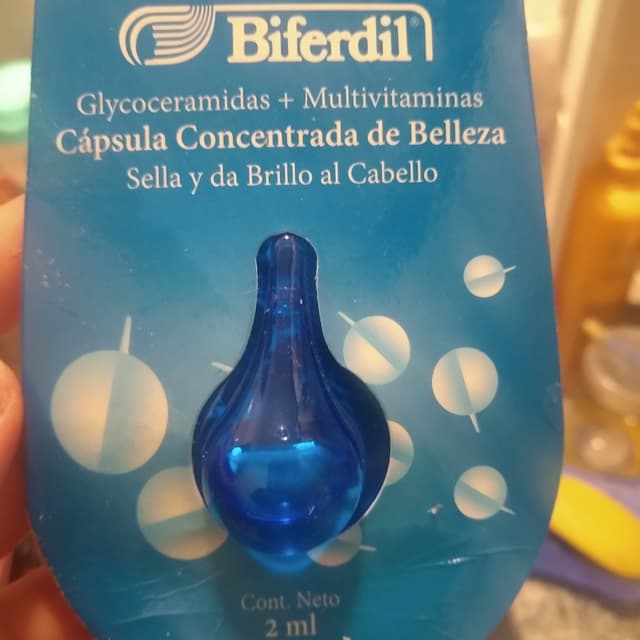 Biferdil®
Glycoceramidas + Multivitaminas
Cápsula Concentrada de Belleza
Sella y da Brillo al Cabello
Cont. Neto
2 ml